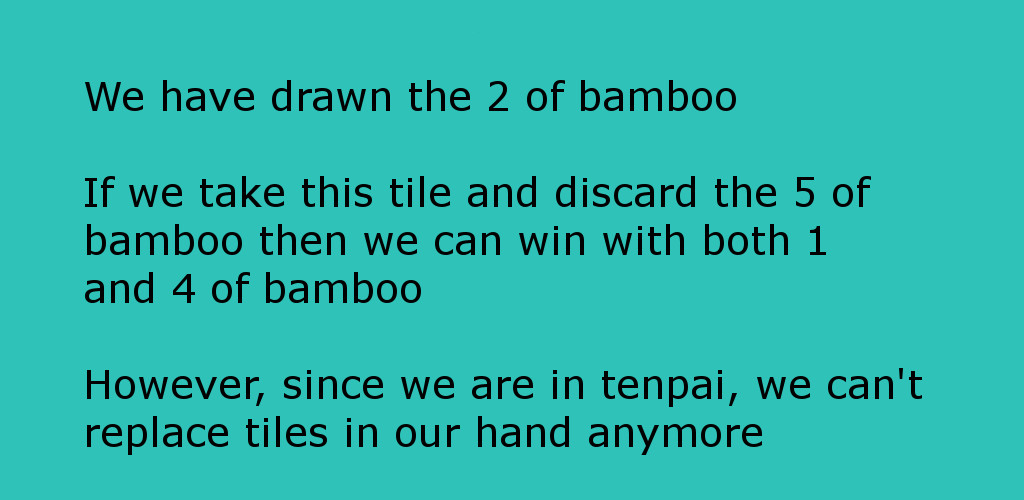 We have drawn the 2 of bamboo
If we take this tile and discard the 5 of
bamboo then we can win with both 1
and 4 of bamboo
However, since we are in tenpai, we can't
replace tiles in our hand anymore